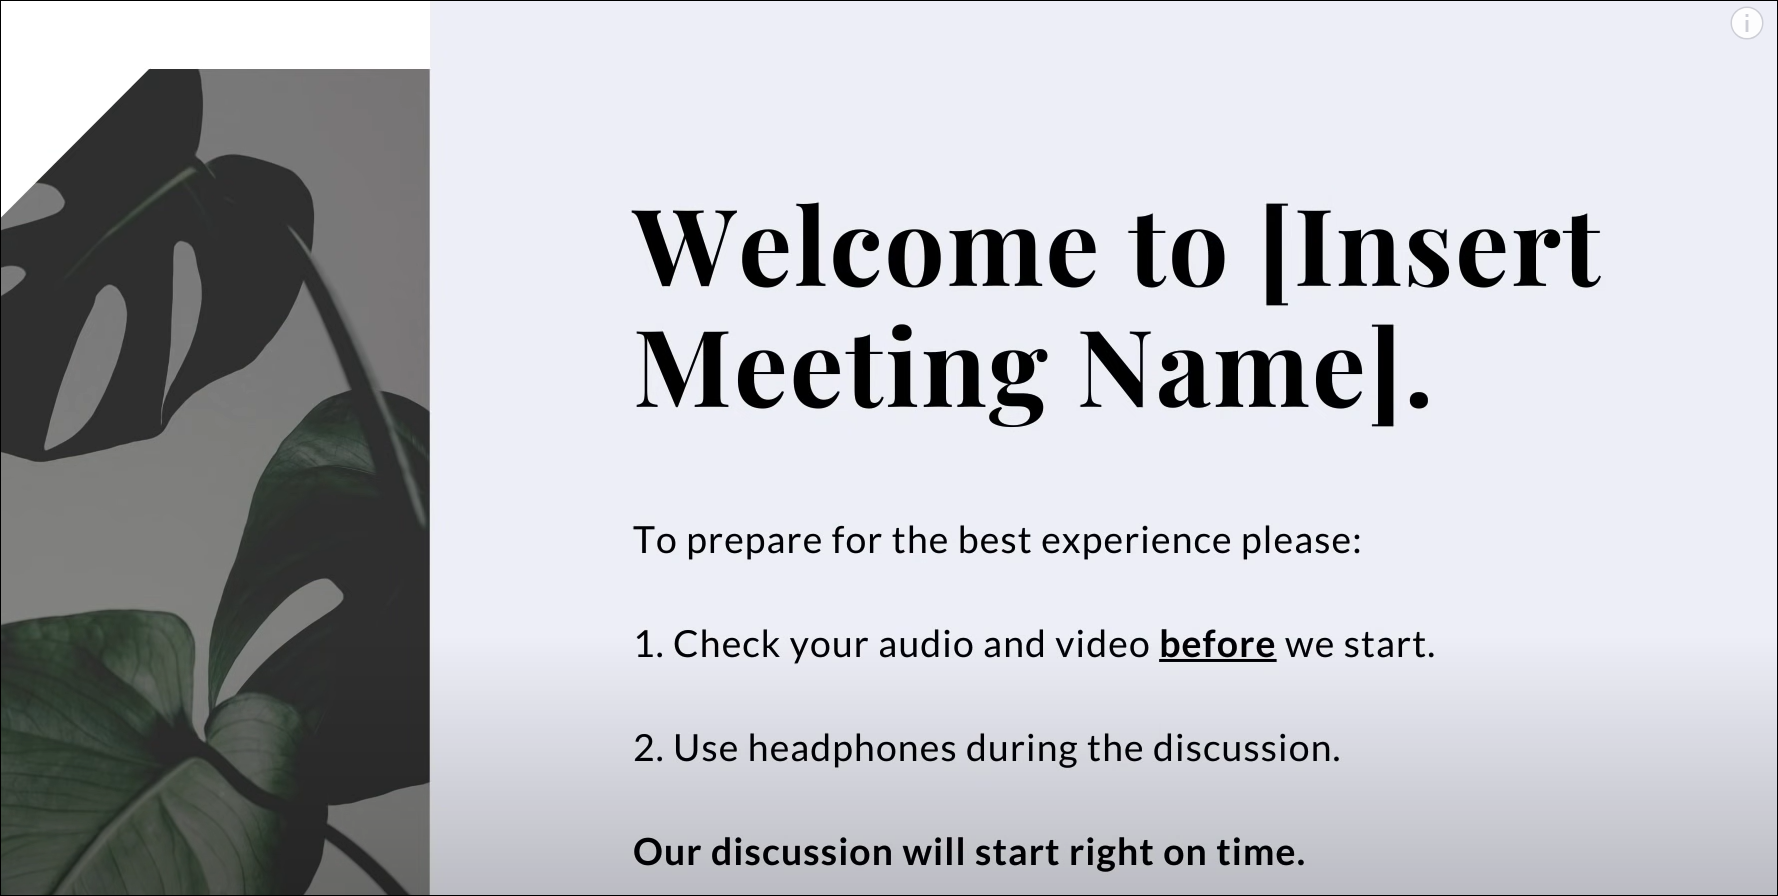 Welcome to [Insert
Meeting Name].
To prepare for the best experience please:
1. Check your audio and video before we start.
2. Use headphones during the discussion.
Our discussion will start right on time.